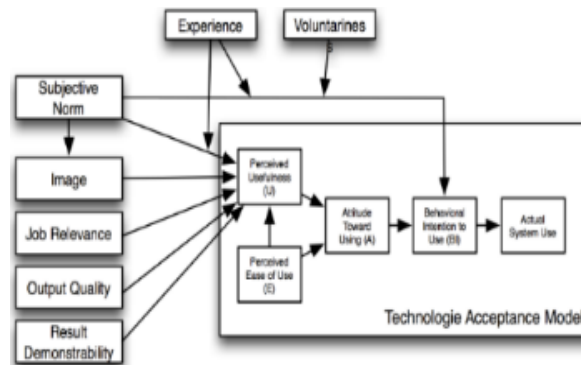 Experience
Voluntarines
s
Subjective
Norm
Image
Job Relevance
Output Quality
Result
Demonstrability
Perceived
Usefulness
(U)
Perceived
Ease of Use
(E)
Attitude
Toward
Using (A)
Behavioral
Intention to
Use (BI)
Actual
System Use
Technologie Acceptance Model